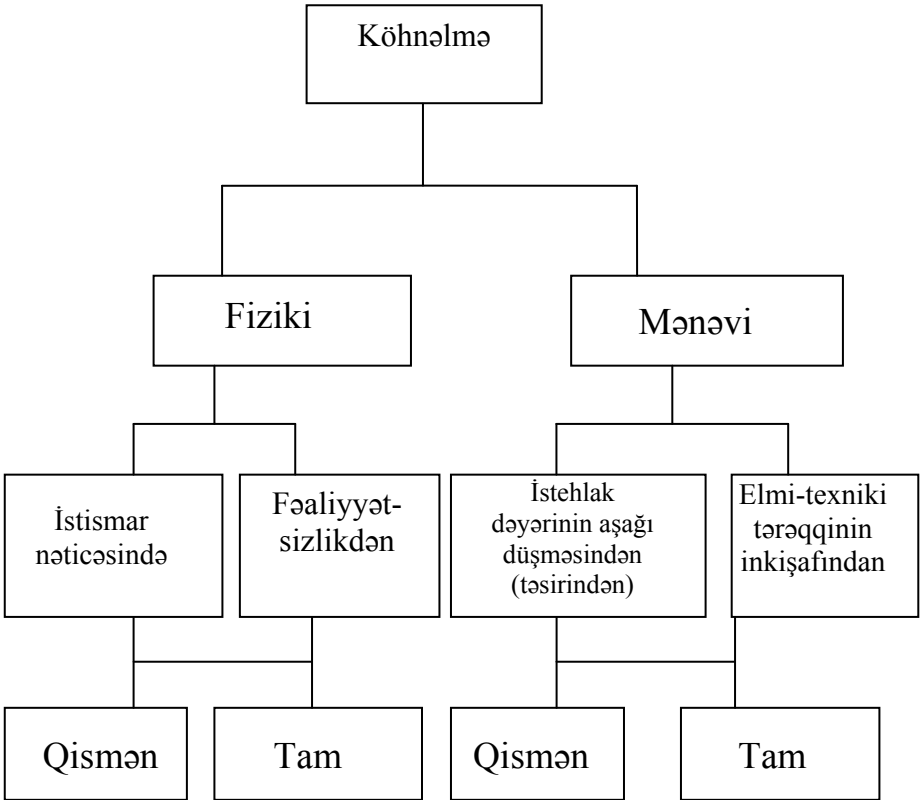 Köhnəlmə
Fiziki
Mənəvi
İstismar
nəticəsində
Fəaliyyət-
sizlikdən
İstehlak
dəyərinin aşağı
düşməsindən
(təsirindən)
Elmi-texniki
tərəqqinin
inkişafından
Qismən
Tam
Qismən
Tam